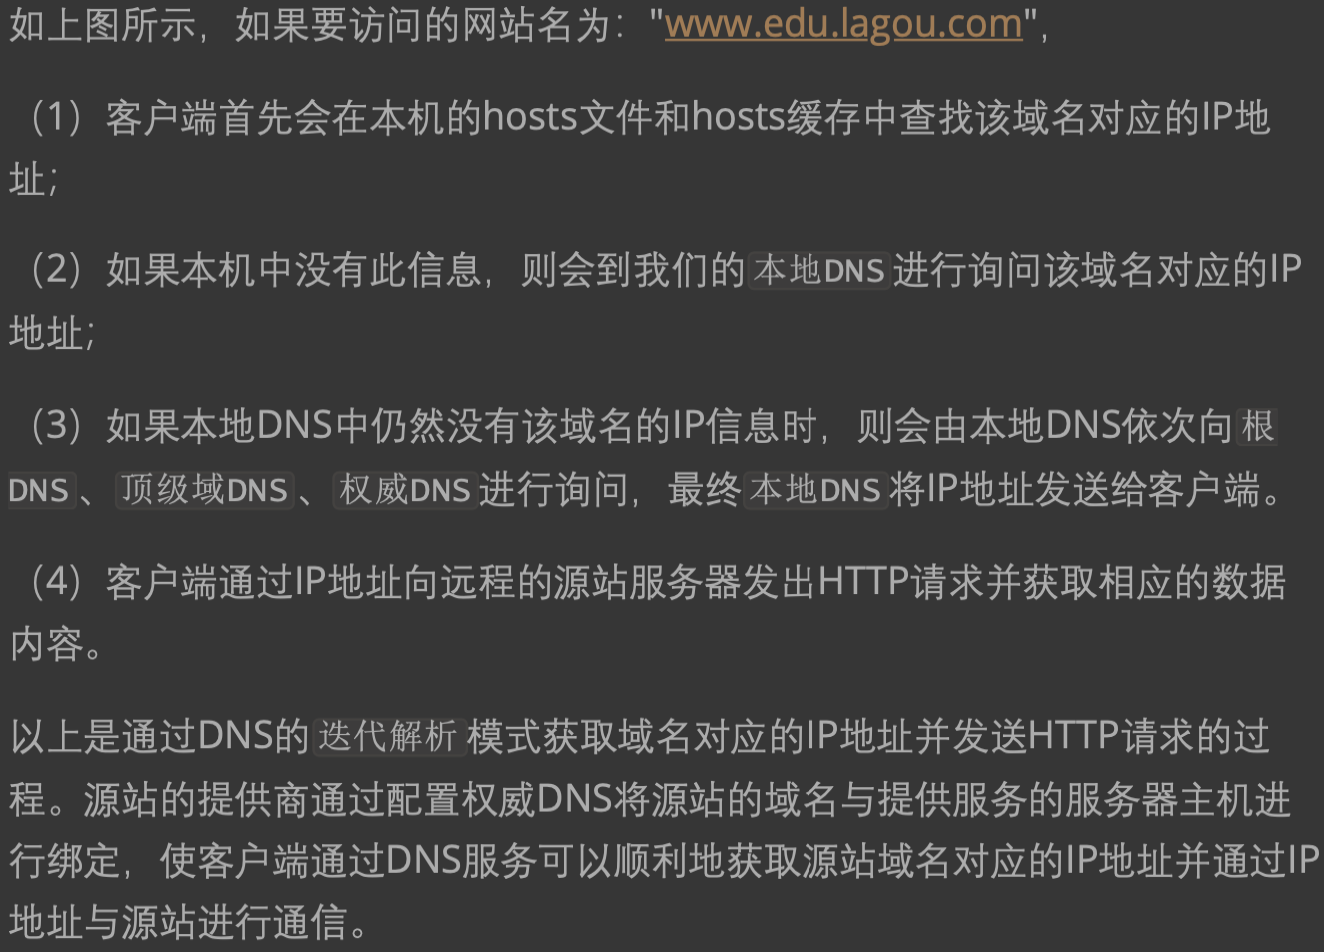 如上图所示，如果要访问的网站名为："www.edu.lagou.com"，
（1）客户端首先会在本机的hosts文件和hosts缓存中查找该域名对应的IP地
址；
（2）如果本机中没有此信息，则会到我们的本地DNS进行询问该域名对应的IP
地址；
（3）如果本地DNS中仍然没有该域名的IP信息时，则会由本地DNS依次向根
DNS、顶级域DNS、权威DNS进行询问，最终本地DNS将IP地址发送给客户端。
（4）客户端通过IP地址向远程的源站服务器发出HTTP请求并获取相应的数据
内容。
以上是通过DNS的迭代解析模式获取域名对应的IP地址并发送HTTP请求的过
程。源站的提供商通过配置权威DNS将源站的域名与提供服务的服务器主机进
行绑定，使客户端通过DNS服务可以顺利地获取源站域名对应的IP地址并通过IP
地址与源站进行通信。